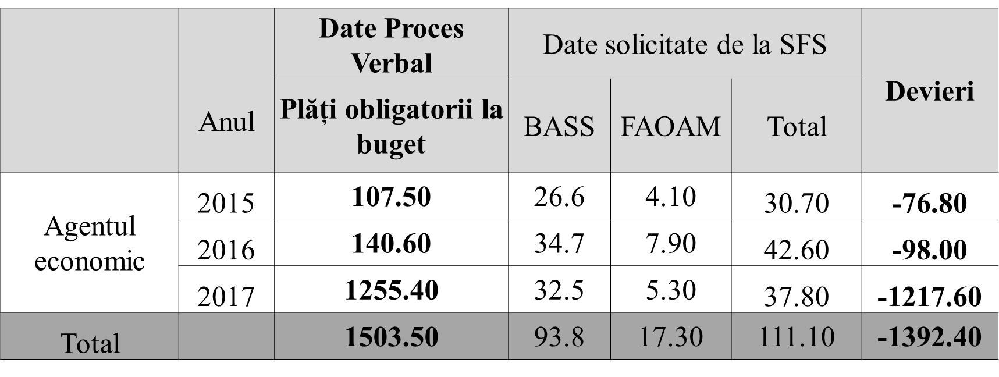 Date Proces
Verbal
Date solicitate de la SFS
Devieri
Anul
Plăți obligatorii la
buget
BASS FAOAM Total
Agentul
economic
2015 107.50 26.6 4.10 30.70 -76.80
2016 140.60 34.7 7.90 42.60 -98.00
2017 1255.40 32.5 5.30 37.80 -1217.60
Total 1503.50 93.8 17.30 111.10 -1392.40